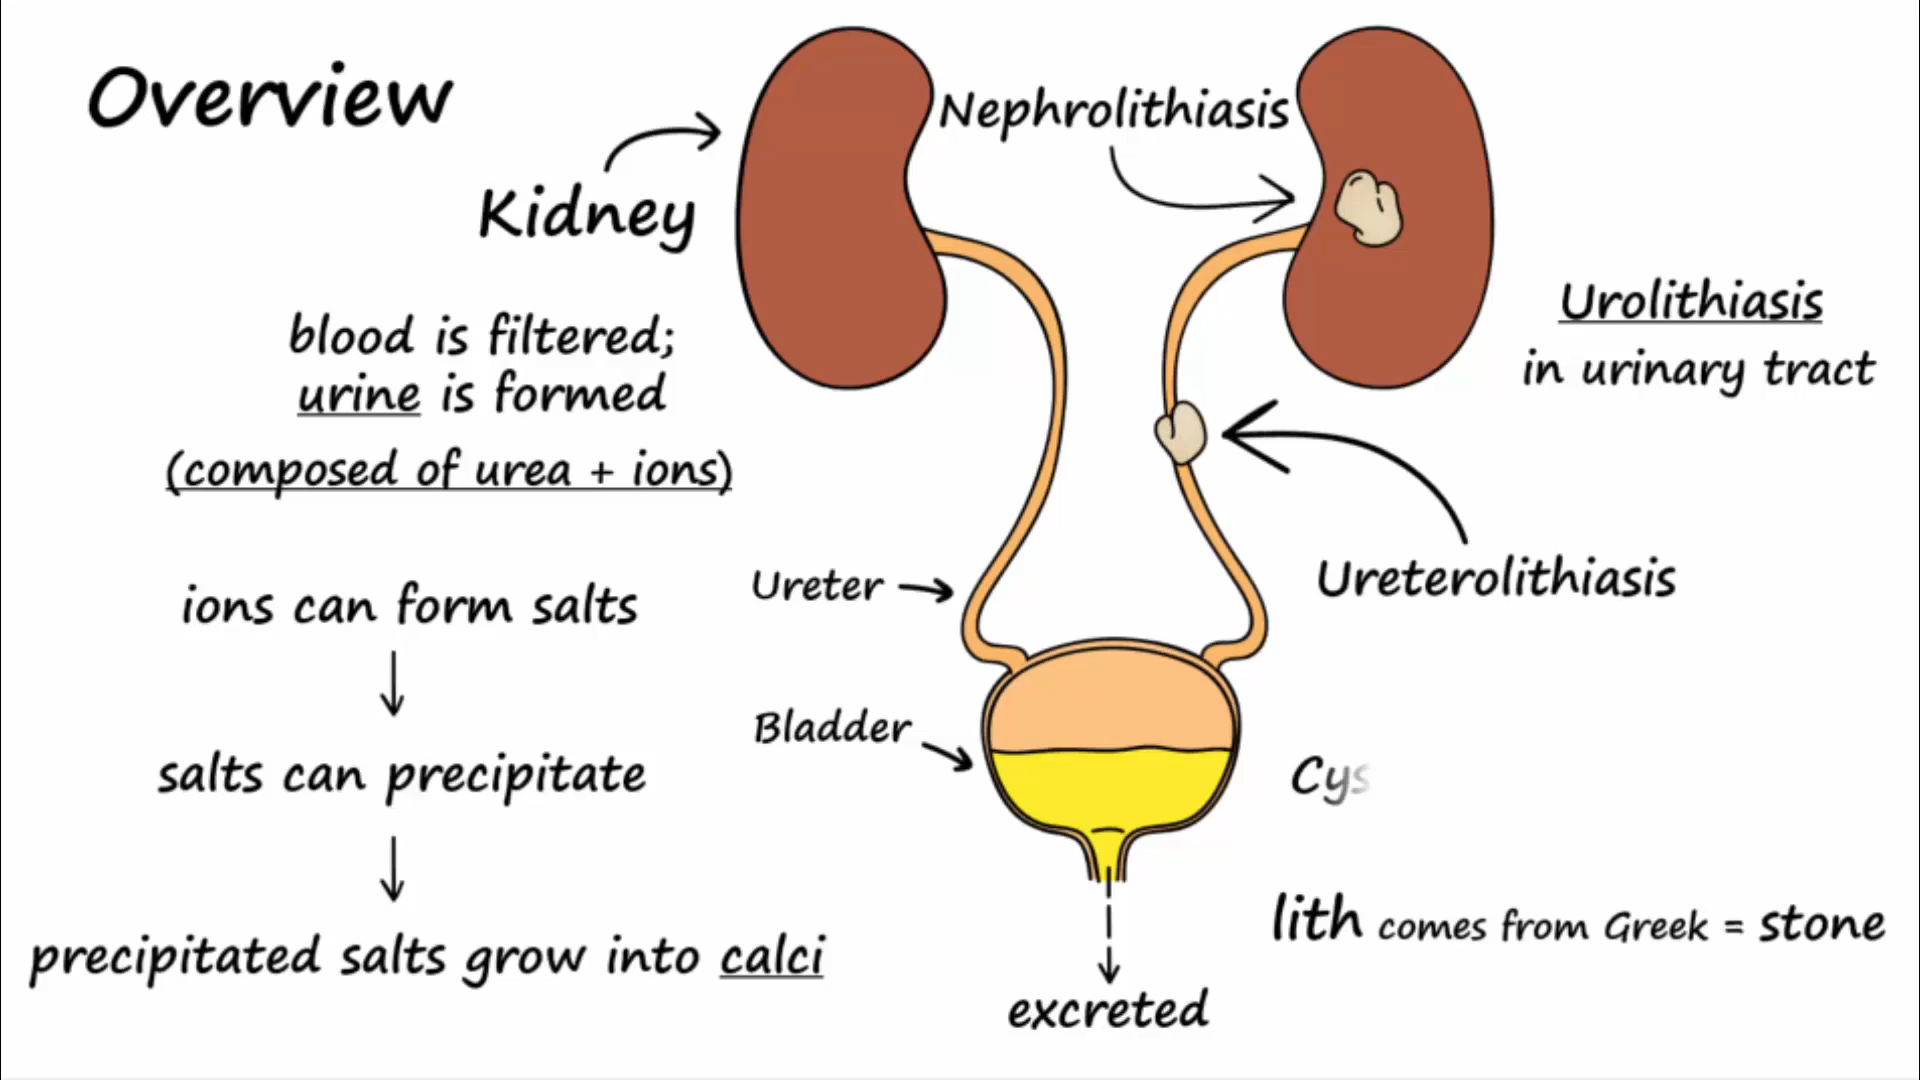 Overview
Kidney
blood is filtered;
urine is formed
(composed of urea + ions)
ions can form salts
salts can precipitate
precipitated salts grow into calci
Nephrolithiasis
Urolithiasis
in urinary tract
Ureterolithiasis
Ureter
Bladder
Cys
lith comes from Greek = stone
excreted